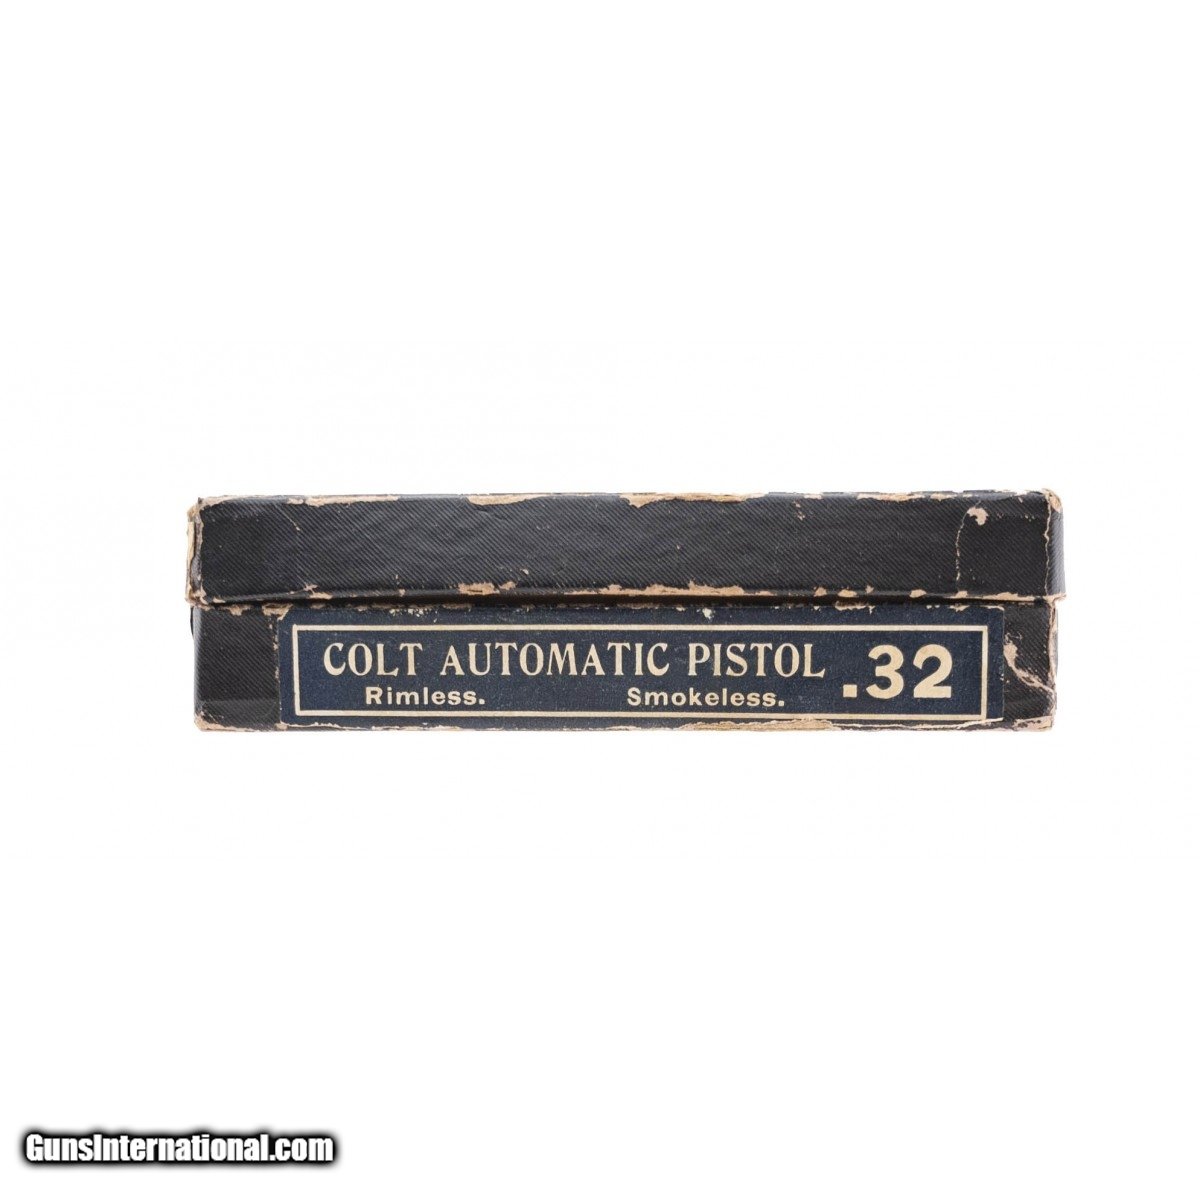 COLT AUTOMATIC PISTOL .32
Rimless. Smokeless.
GunsInternational.com